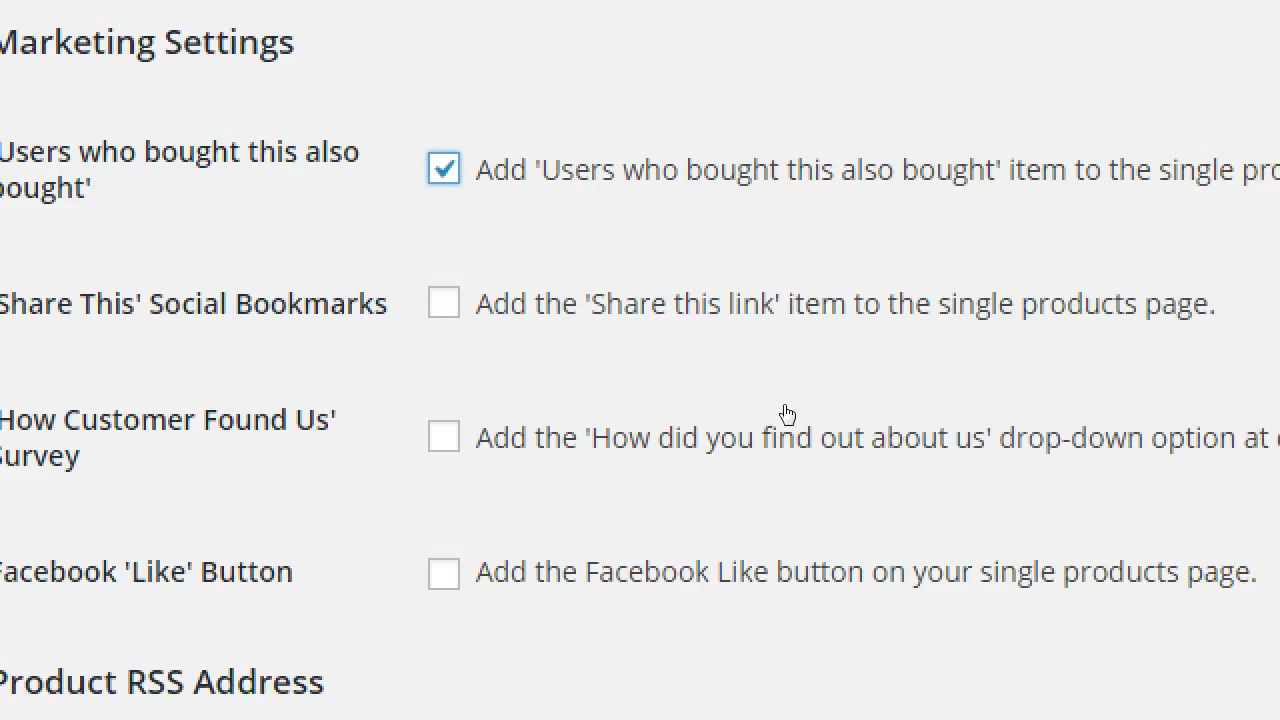 Marketing Settings
Users who bought this also
bought'
Add 'Users who bought this also bought' item to the single
Share This' Social Bookmarks
Add the 'Share this link' item to the single products page.
How Customer Found Us'
Survey
Add the 'How did you find out about us' drop-down option at
Facebook 'Like' Button
Add the Facebook Like button on your single products page.
Product RSS Address